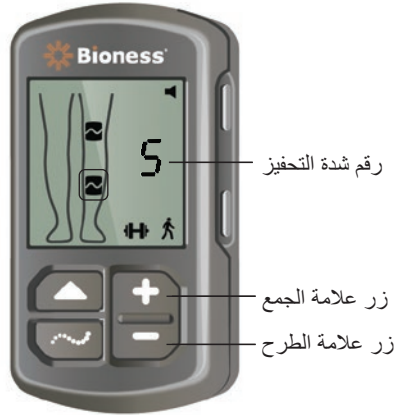 Bioness
5
رقم شدة التحفيز
زر علامة الجمع
زر علامة الطرح